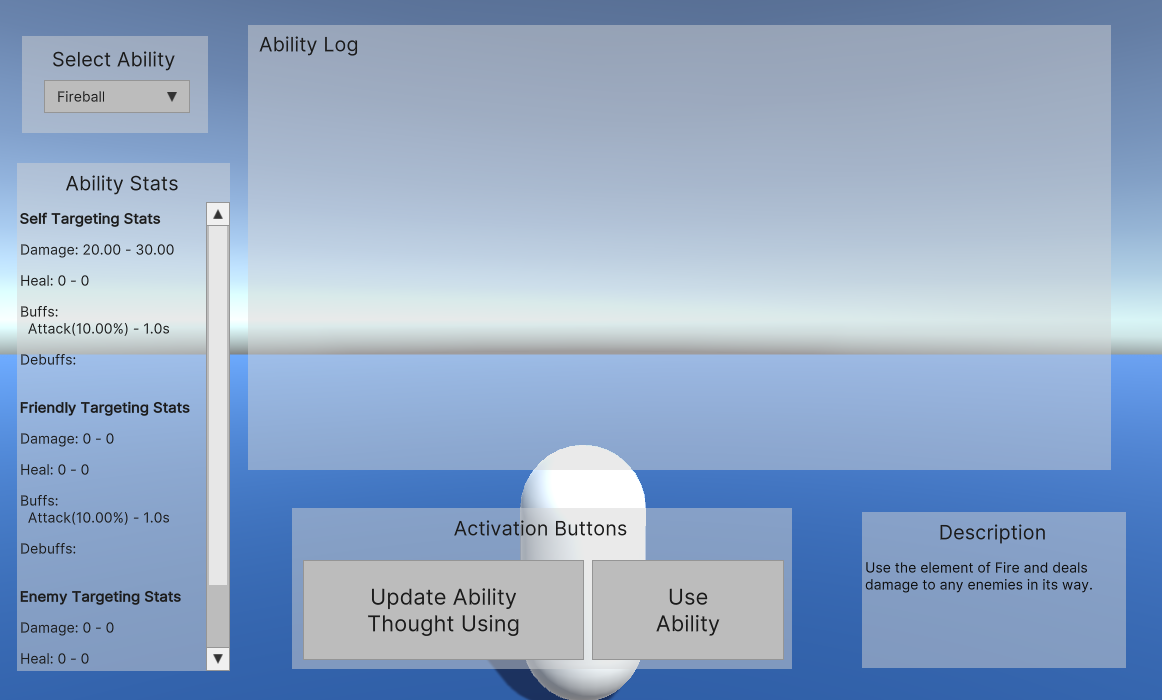 Select Ability
Fireball ▼
Ability Log
Ability Stats
Self Targeting Stats
Damage: 20.00 - 30.00
Heal: 0 - 0
Buffs:
Attack(10.00%) - 1.0s
Debuffs:
Friendly Targeting Stats
Damage: 0 - 0
Heal: 0 - 0
Buffs:
Attack(10.00%) - 1.0s
Debuffs:
Enemy Targeting Stats
Damage: 0 - 0
Heal: 0 - 0
Activation Buttons
Update Ability
Thought Using
Use
Ability
Description
Use the element of Fire and deals
damage to any enemies in its way.